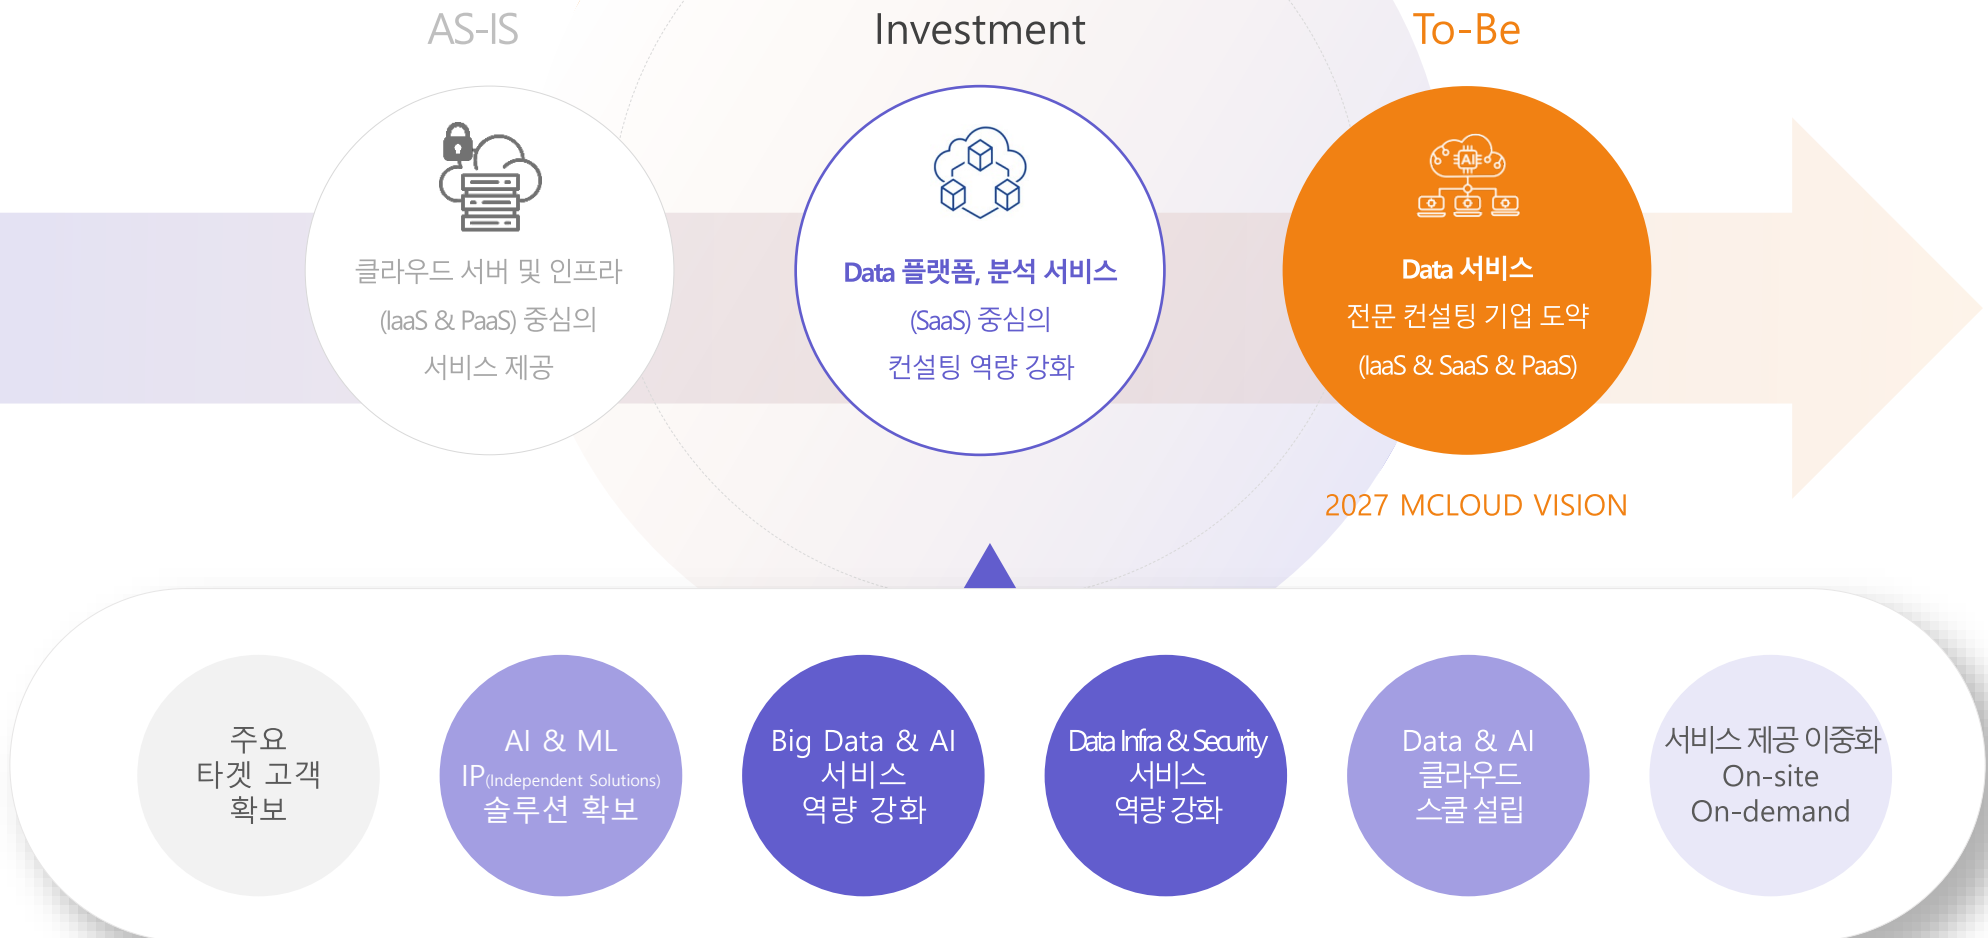 AS-IS
Investment
To-Be
클라우드 서버 및 인프라
(IaaS & PaaS) 중심의
서비스 제공
Data 플랫폼, 분석 서비스
(SaaS) 중심의
컨설팅 역량 강화
AI
Data 서비스
전문 컨설팅 기업 도약
(IaaS & SaaS & PaaS)
2027 MCLOUD VISION
주요
타겟 고객
확보
AI & ML
IP(Independent Solutions)
솔루션 확보
Big Data & AI
서비스
역량 강화
Data Infra & Security
서비스
역량 강화
Data & AI
클라우드
스쿨 설립
서비스 제공 이중화
On-site
On-demand